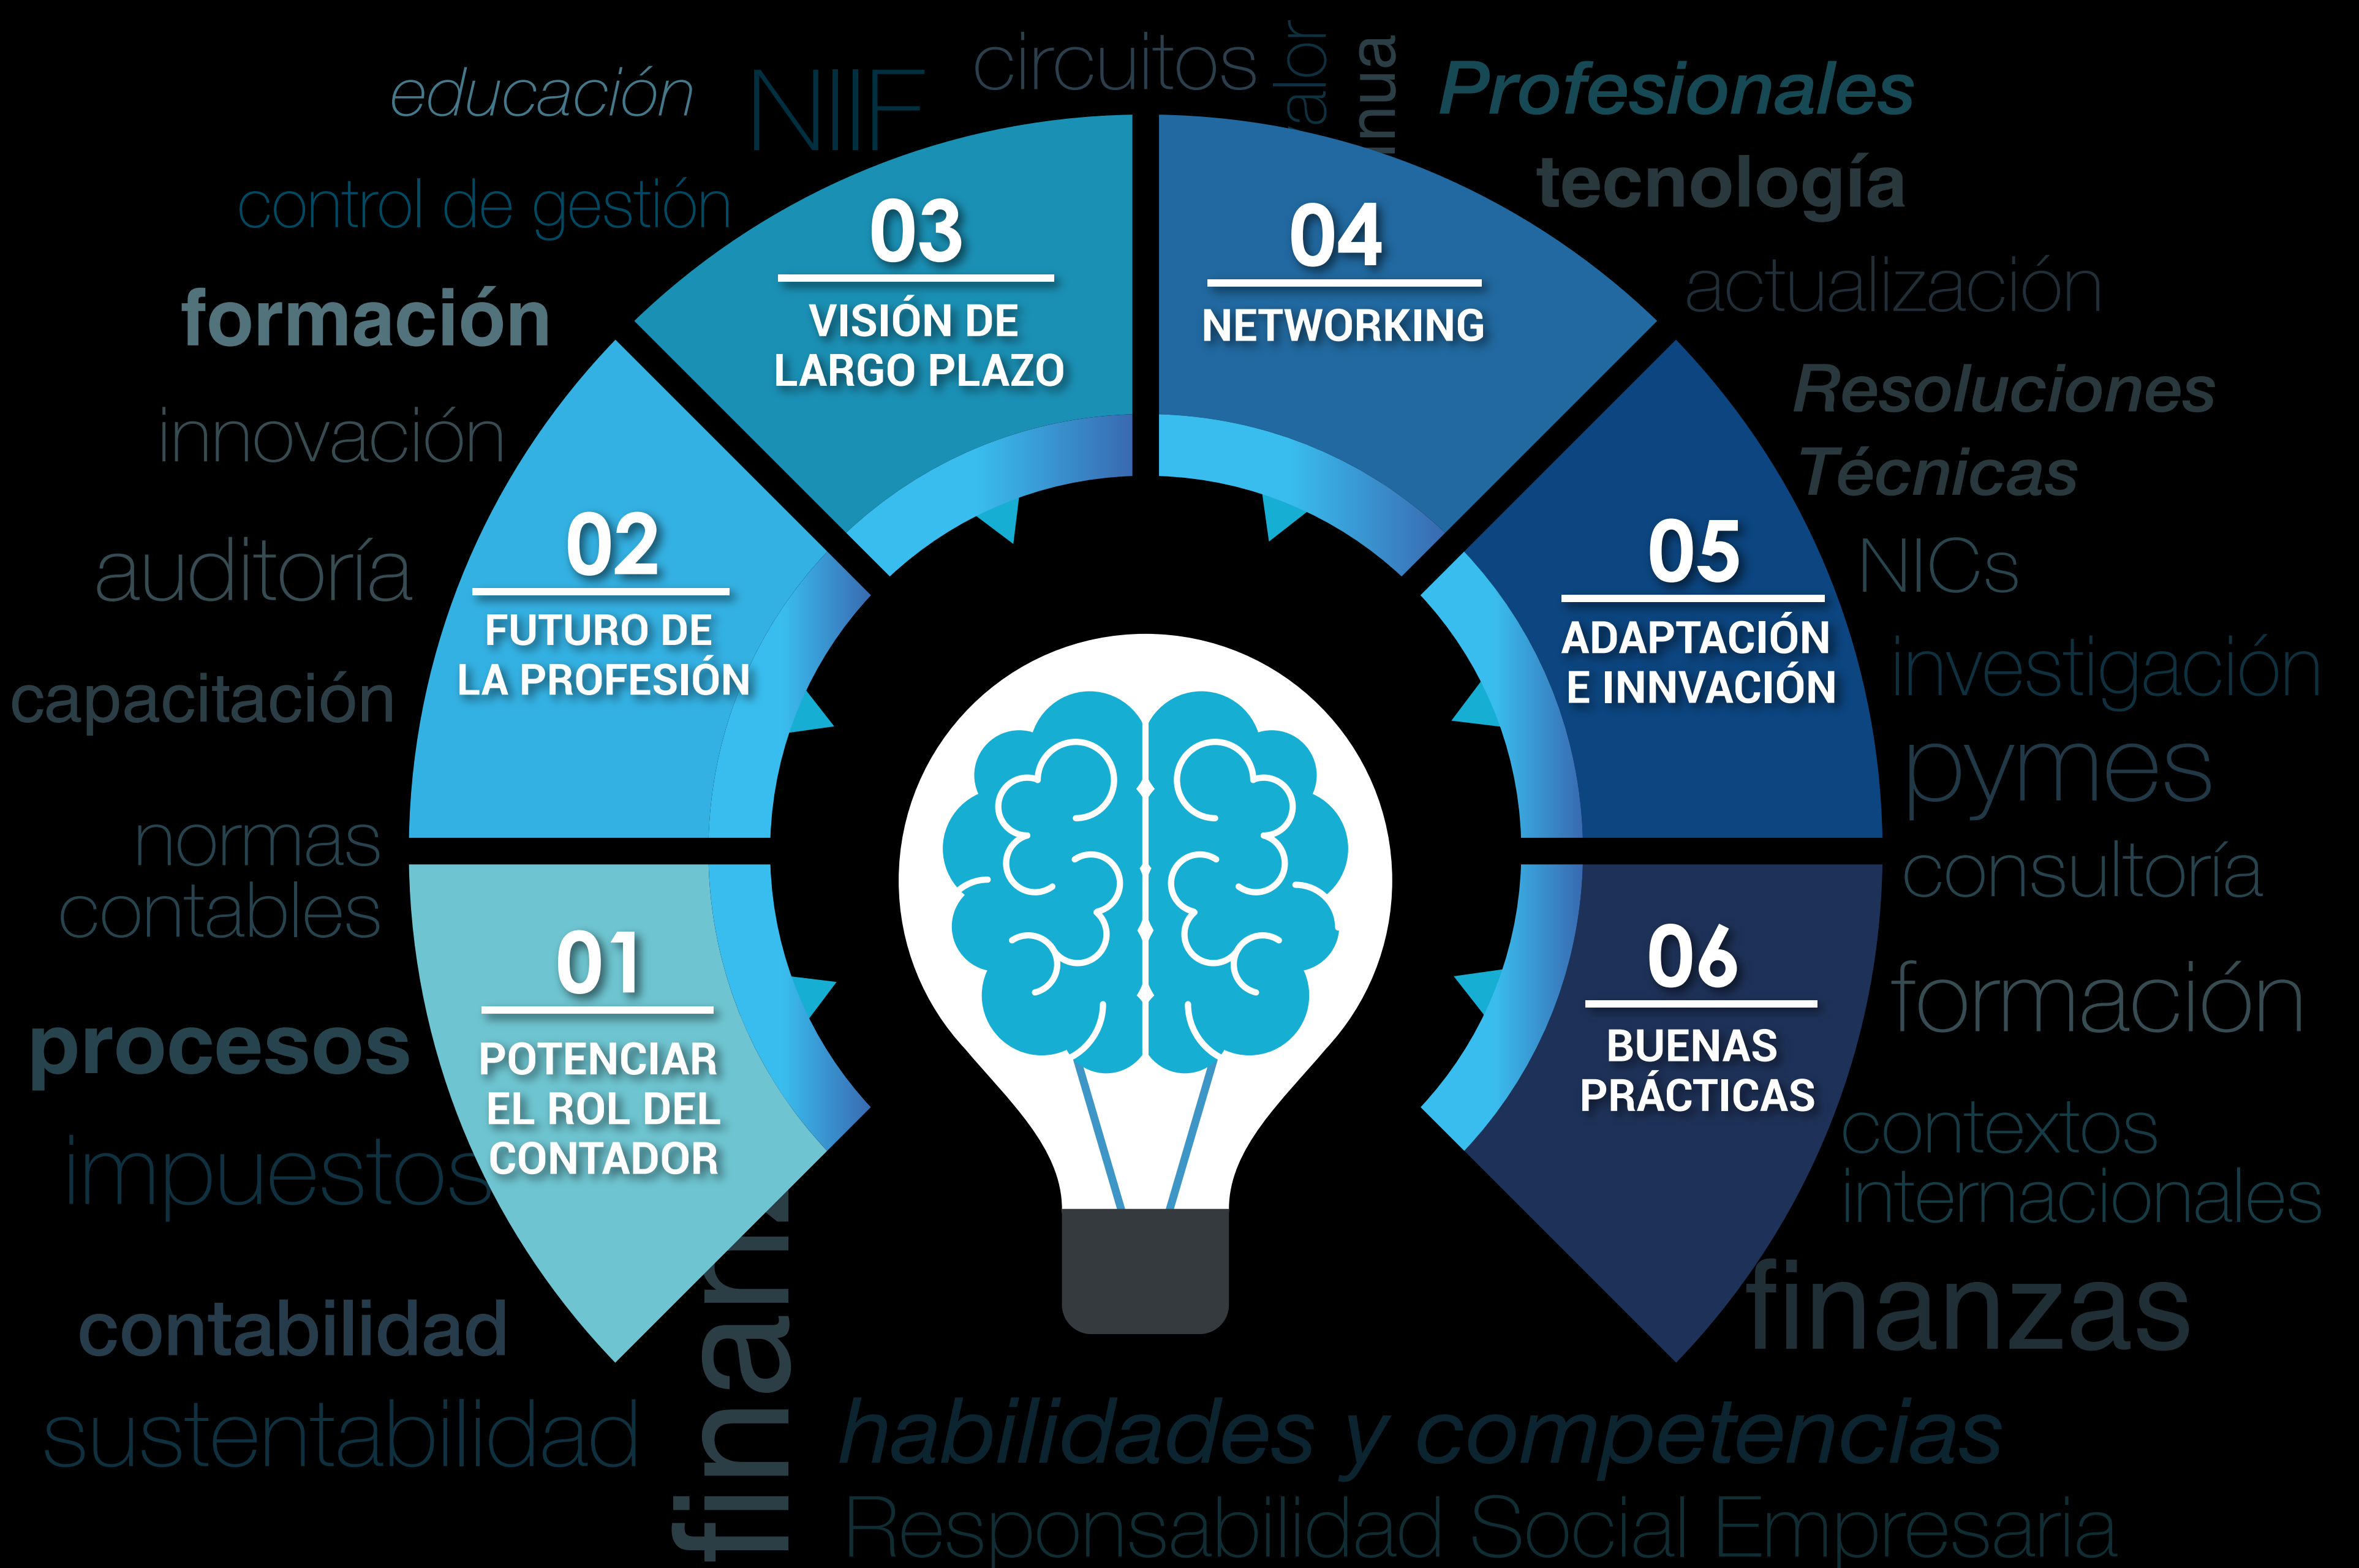 educación
NIIF
circuitos
Profesionales
tecnología
control de gestión
formación
innovación
auditoría
capacitación
normas
contables
procesos
impuestos
contabilidad
sustentabilidad
01
POTENCIAR
EL ROL DEL
CONTADOR
02
FUTURO DE
LA PROFESIÓN
03
VISIÓN DE
LARGO PLAZO
04
NETWORKING
05
ADAPTACIÓN
E INNVACIÓN
06
BUENAS
PRÁCTICAS
actualización
Resoluciones
Técnicas
NICs
investigación
pymes
consultoría
formación
contextos
internacionales
finanzas
habilidades y competencias
Responsabilidad Social Empresaria